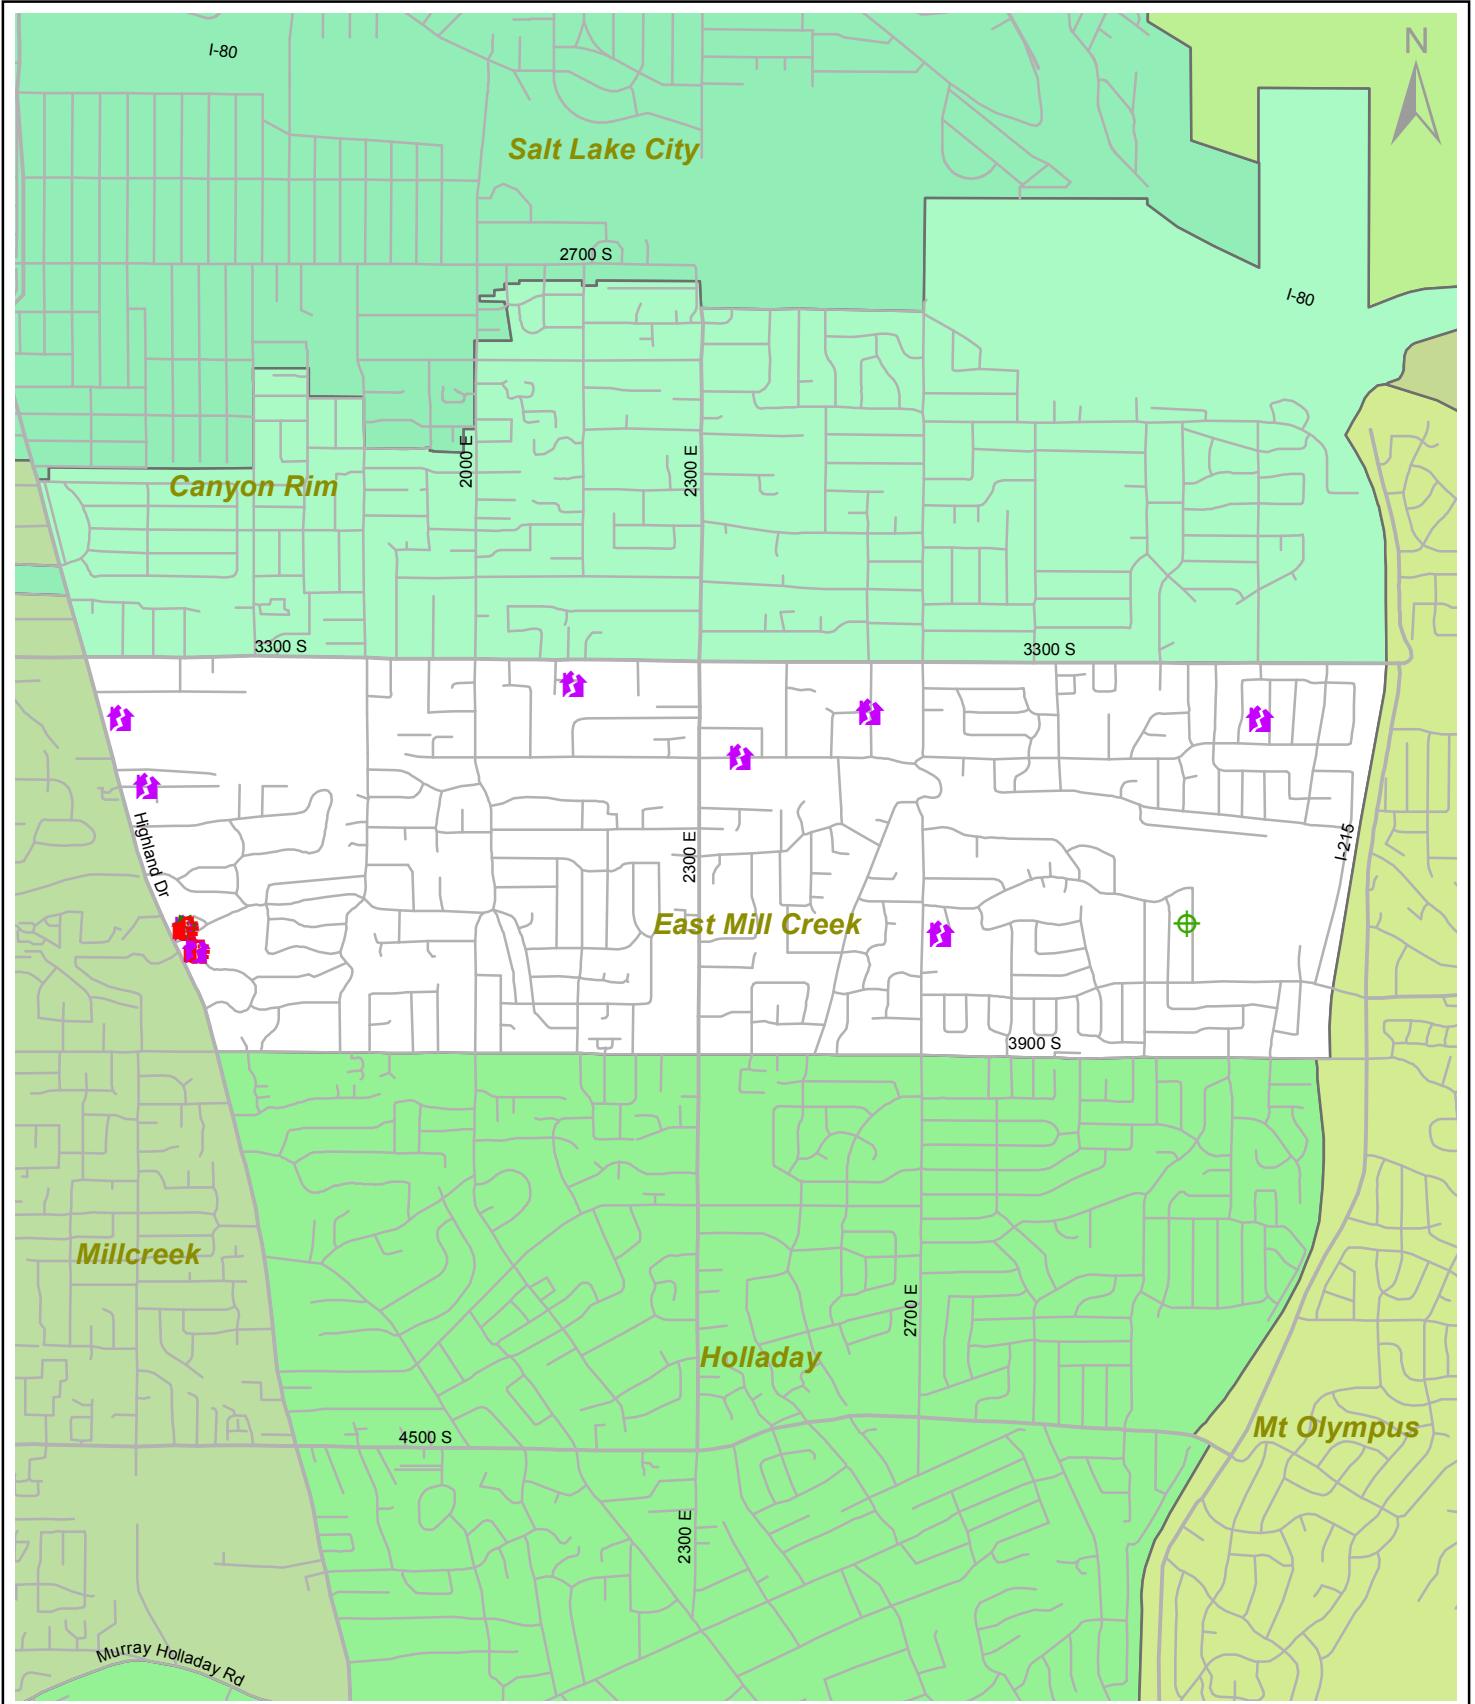 I-80
N
Salt Lake City
2700 S
I-80
2000 E
2300 E
Canyon Rim
3300 S
3300 S
Highland Dr
2300 E
I-215
East Mill Creek
3900 S
Millcreek
2700 E
Holladay
Mt Olympus
4500 S
2300 E
Murray Holladay Rd